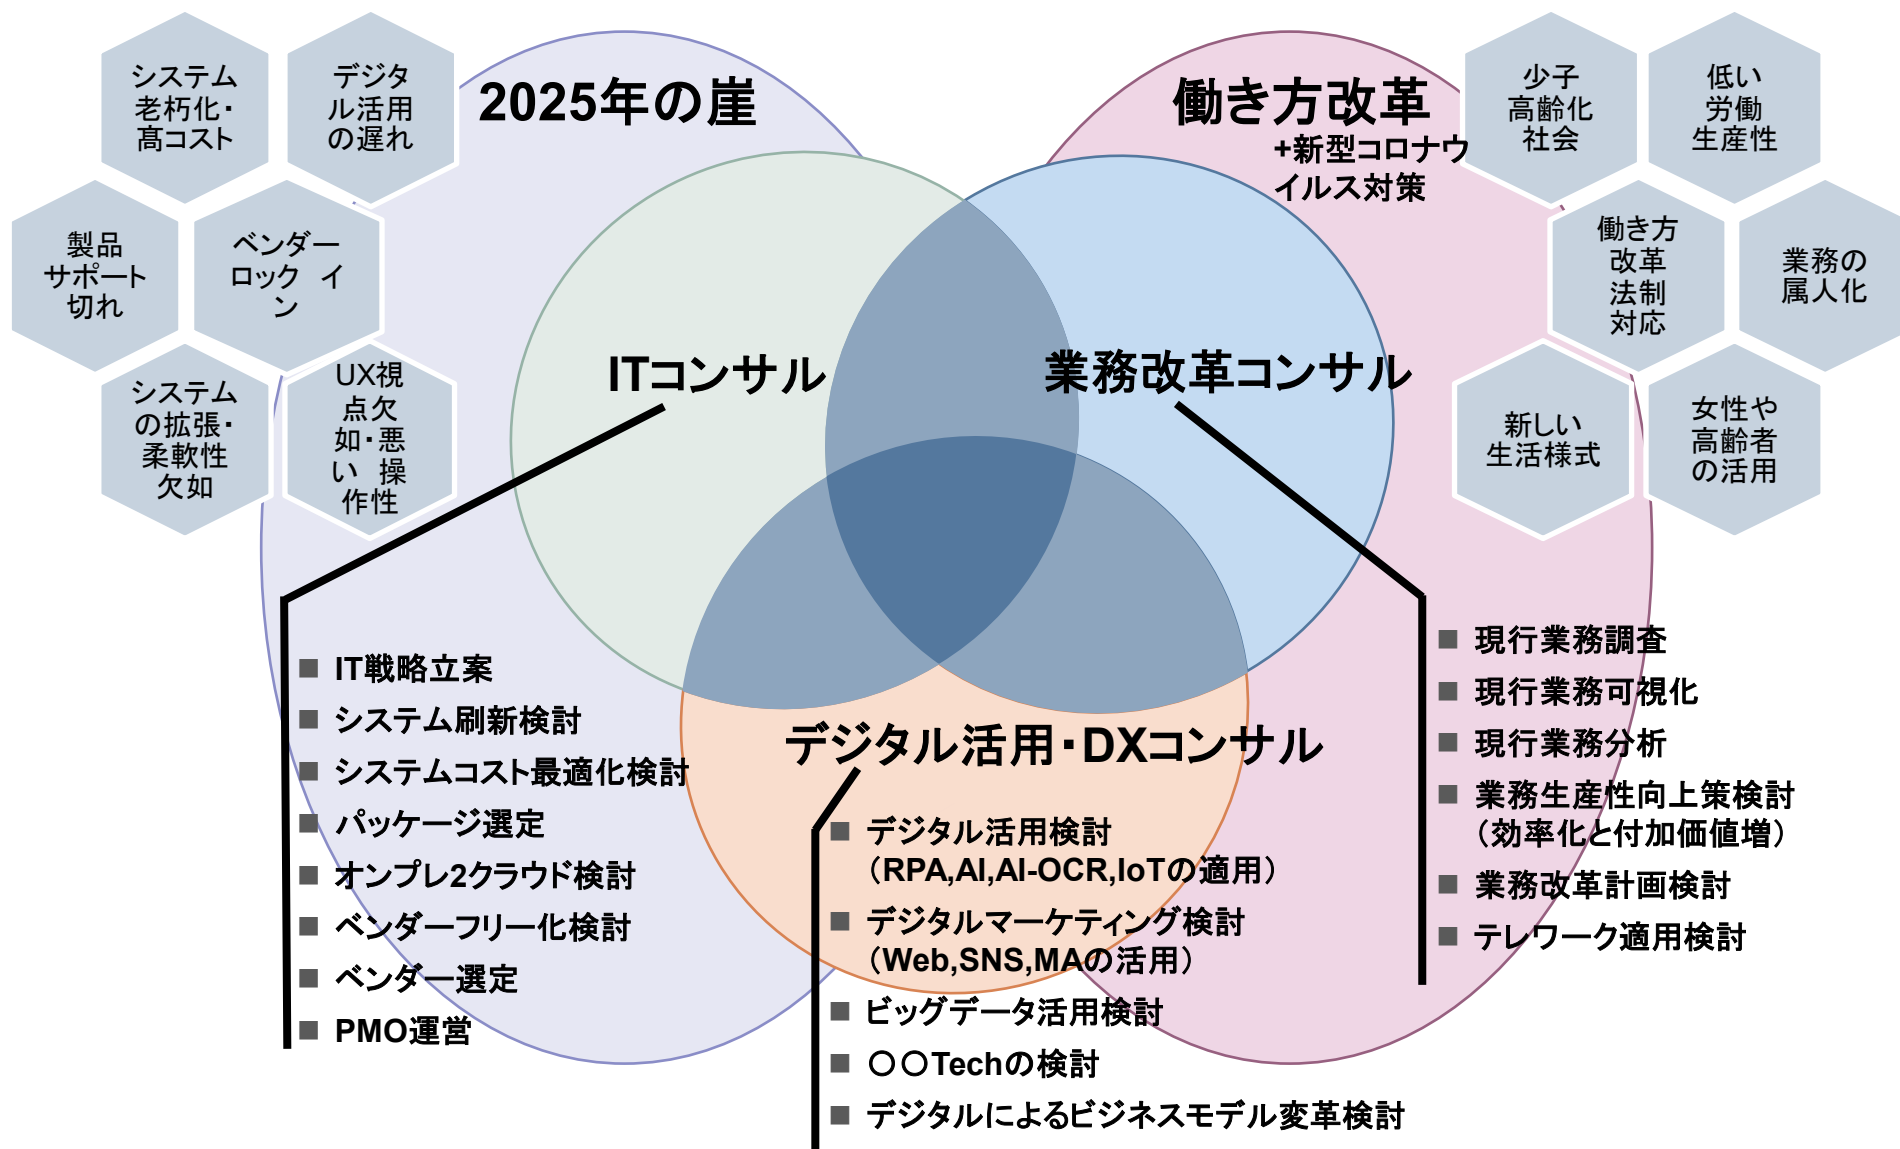 システム
老朽化・
髙コスト
デジタ
ル活用
の遅れ
製品
サポート
切れ
ベンダー
ロック イ
ン
システム
の拡張・
柔軟性
欠如
UX視
点欠
如・悪
い 操
作性
2025年の崖
働き方改革
+新型コロナウ
イルス対策
少子
高齢化
社会
低い
労働
生産性
働き方
改革
法制
対応
業務の
属人化
新しい
生活様式
女性や
高齢者
の活用
ITコンサル
業務改革コンサル
デジタル活用・DXコンサル
■ IT戦略立案
■ システム刷新検討
■ システムコスト最適化検討
■ パッケージ選定
■ オンプレ2クラウド検討
■ ベンダーフリー化検討
■ ベンダー選定
■ PMO運営
■ デジタル活用検討
（RPA,AI,AI-OCR,IoTの適用）
■ デジタルマーケティング検討
（Web,SNS,MAの活用）
■ ビッグデータ活用検討
■ 〇〇Techの検討
■ デジタルによるビジネスモデル変革検討
■ 現行業務調査
■ 現行業務可視化
■ 現行業務分析
■ 業務生産性向上策検討
（効率化と付加価値増）
■ 業務改革計画検討
■ テレワーク適用検討